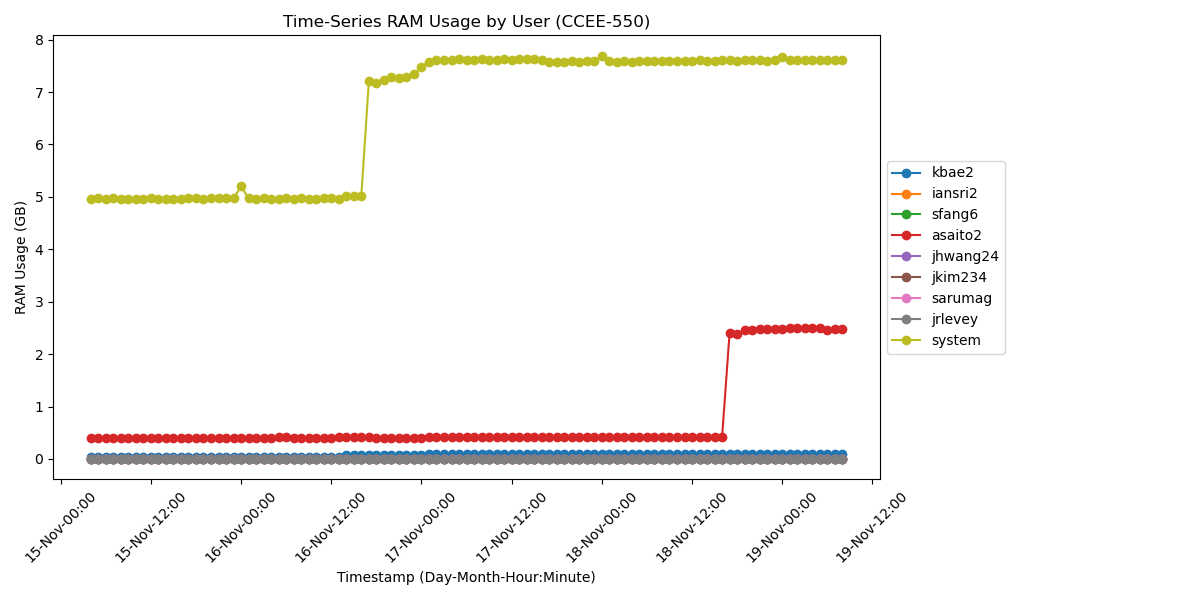 Time-Series RAM Usage by User (CCEE-550)
RAM Usage (GB)
8
7
6
5
4
3
2
1
0
15-Nov-00:00
15-Nov-12:00
16-Nov-00:00
16-Nov-12:00
17-Nov-00:00
17-Nov-12:00
18-Nov-00:00
18-Nov-12:00
19-Nov-00:00
19-Nov-12:00
Timestamp (Day-Month-Hour:Minute)
kbae2
iansri2
sfang6
asaito2
jhwang24
jkim234
sarumag
jrlevey
system